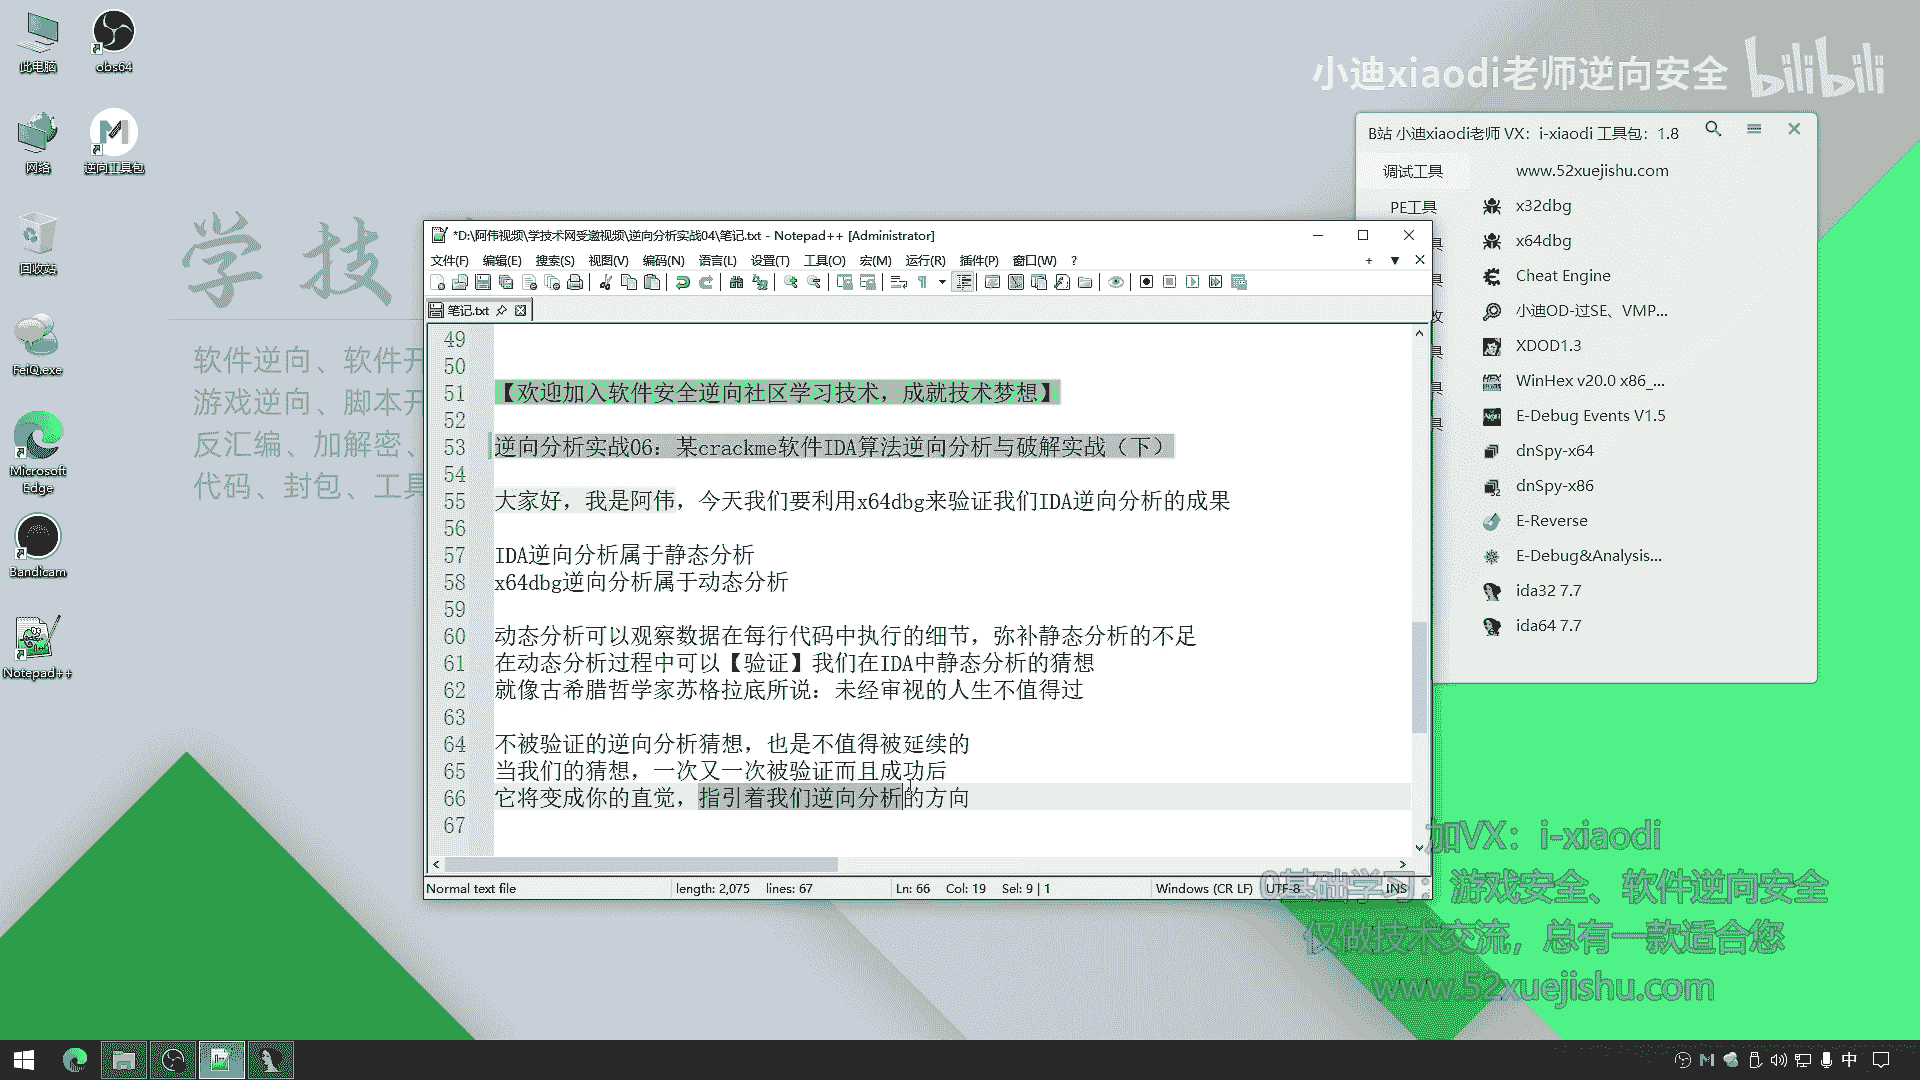 此电脑
obs64
网络
逆向工具包
回收站
FeiQ.exe
Microsoft
Edge
Bandicam
Notepad++
学 技
软件逆向、软件开
游戏逆向、脚本开
反汇编、加解密、
代码、封包、工具
小迪xiaodi老师逆向安全 bilibili
B站 小迪xiaodi老师 VX：i-xiaodi 工具包：1.8
调试工具
PE工具
www.52xuejishu.com
x32dbg
x64dbg
Cheat Engine
小迪OD-过SE、VMP...
XDOD1.3
WinHex v20.0 x86_...
E-Debug Events V1.5
dnSpy-x64
dnSpy-x86
E-Reverse
E-Debug&Analysis...
ida32 7.7
ida64 7.7
*D:\阿伟视频\学技术网受邀视频\逆向分析实战04\笔记.txt - Notepad++ [Administrator]
文件(F) 编辑(E) 搜索(S) 视图(V) 编码(N) 语言(L) 设置(T) 工具(O) 宏(M) 运行(R) 插件(P) 窗口(W) ?
笔记.txt
49
50
51 【欢迎加入软件安全逆向社区学习技术，成就技术梦想】
52
53 逆向分析实战06：某crackme软件IDA算法逆向分析与破解实战（下）
54
55 大家好，我是阿伟，今天我们要利用x64dbg来验证我们IDA逆向分析的成果
56
57 IDA逆向分析属于静态分析
58 x64dbg逆向分析属于动态分析
59
60 动态分析可以观察数据在每行代码中执行的细节，弥补静态分析的不足
61 在动态分析过程中可以【验证】我们在IDA中静态分析的猜想
62 就像古希腊哲学家苏格拉底所说：未经审视的人生不值得过
63
64 不被验证的逆向分析猜想，也是不值得被延续的
65 当我们的猜想，一次又一次被验证而且成功后
66 它将变成你的直觉，指引着我们逆向分析的方向
67
Normal text file length: 2,075 lines: 67 Ln: 66 Col: 19 Sel: 9 | 1 Windows (CR LF) UTF-8 INS
加VX：i-xiaodi
0基础学习：游戏安全、软件逆向安全
仅做技术交流，总有一款适合您
www.52xuejishu.com
中